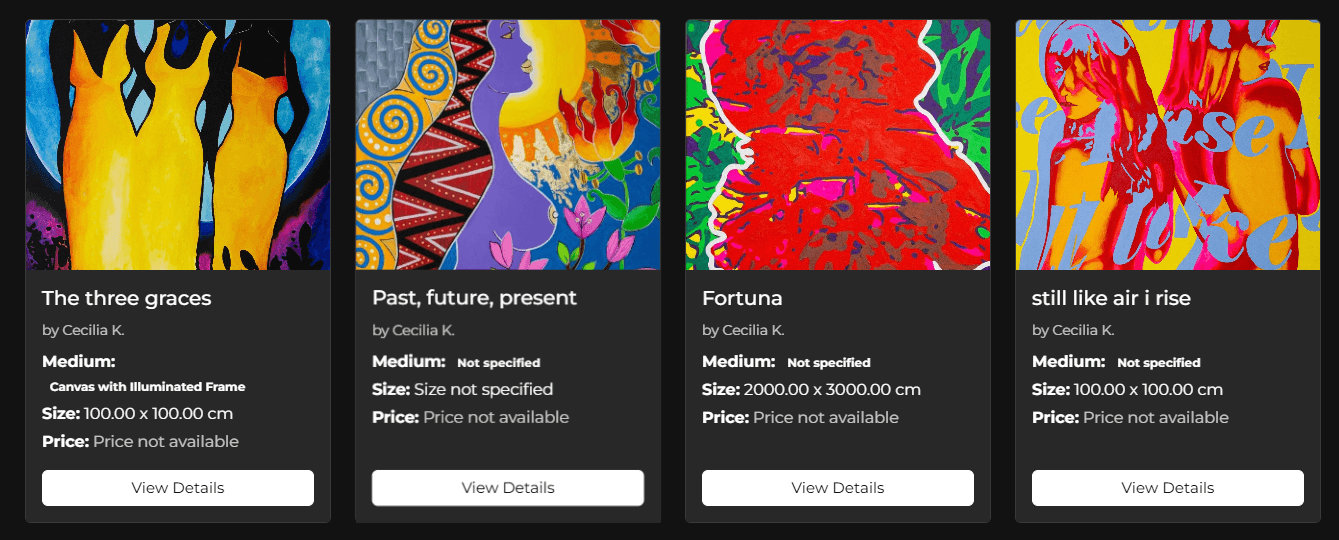 The three graces
by Cecilia K.
Medium:
Canvas with Illuminated Frame
Size: 100.00 x 100.00 cm
Price: Price not available
View Details
Past, future, present
by Cecilia K.
Medium: Not specified
Size: Size not specified
Price: Price not available
View Details
Fortuna
by Cecilia K.
Medium: Not specified
Size: 2000.00 x 3000.00 cm
Price: Price not available
View Details
still like air i rise
by Cecilia K.
Medium: Not specified
Size: 100.00 x 100.00 cm
Price: Price not available
View Details